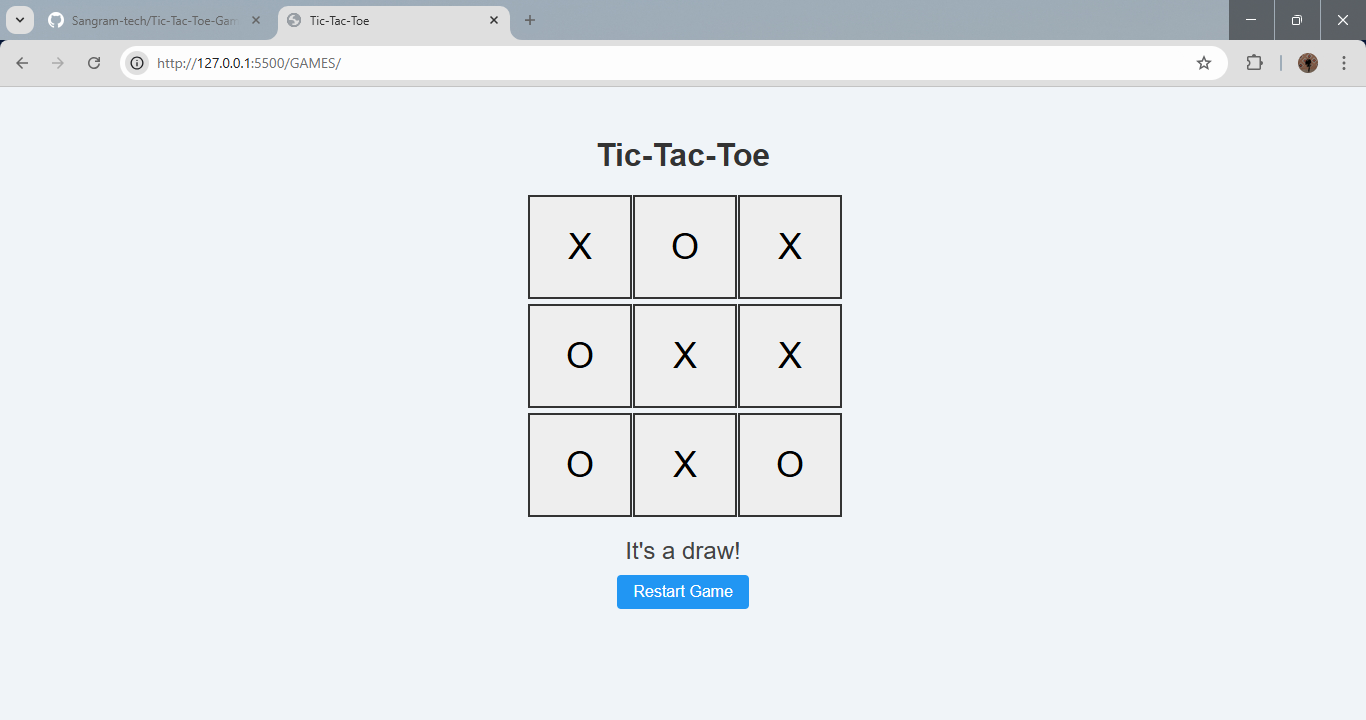 Sangram-tech/Tic-Tac-Toe-Gam
Tic-Tac-Toe
http://127.0.0.1:5500/GAMES/
Tic-Tac-Toe
X O X
O X X
O X O
It's a draw!
Restart Game